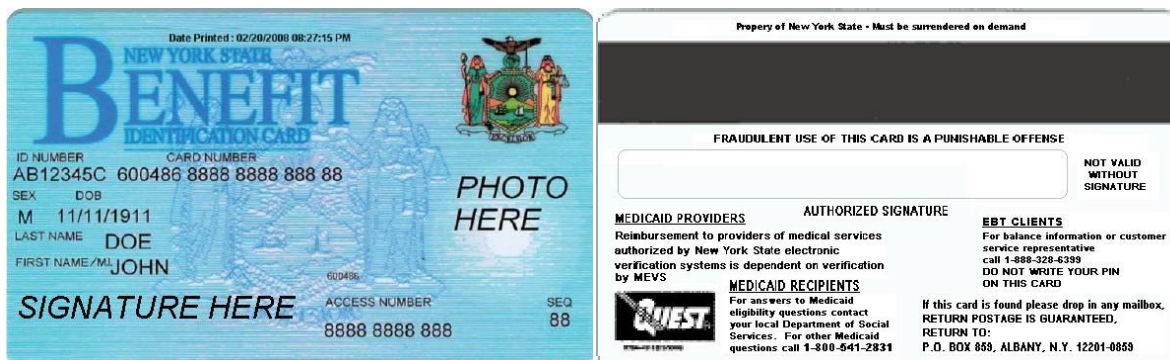 Date Printed : 02/20/2008 08:27:15 PM
NEW YORK STATE
BENEFIT
IDENTIFICATION CARD
EXCELSIOR
ID NUMBER CARD NUMBER
AB12345C 600486 8888 8888 888 88
SEX DOB
M 11/11/1911
LAST NAME DOE
FIRST NAME/M.I. JOHN
PHOTO
HERE
600486
SIGNATURE HERE
ACCESS NUMBER SEQ
8888 8888 888 88
Propery of New York State - Must be surrendered on demand
FRAUDULENT USE OF THIS CARD IS A PUNISHABLE OFFENSE
NOT VALID
WITHOUT
SIGNATURE
AUTHORIZED SIGNATURE
MEDICAID PROVIDERS
Reimbursement to providers of medical services
authorized by New York State electronic
verification systems is dependent on verification
by MEVS
EBT CLIENTS
For balance information or customer
service representative
call 1-888-328-6399
DO NOT WRITE YOUR PIN
ON THIS CARD
MEDICAID RECIPIENTS
For answers to Medicaid
eligibility questions contact
your local Department of Social
Services. For other Medicaid
questions call 1-800-541-2831
QUEST
If this card is found please drop in any mailbox,
RETURN POSTAGE IS GUARANTEED,
RETURN TO:
P.O. BOX 859, ALBANY, N.Y. 12201-0859